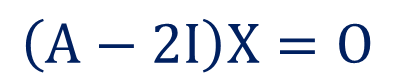 (A − 2I)X = O